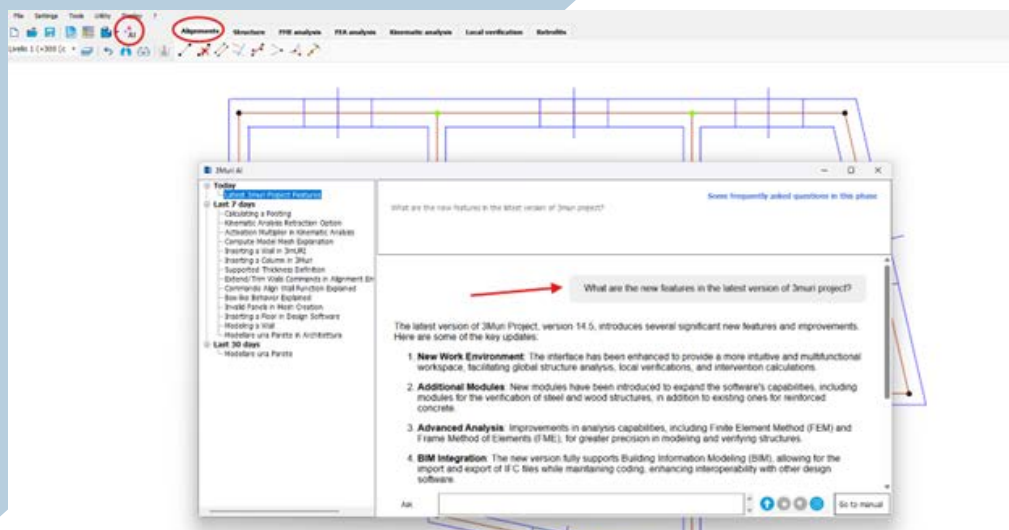 File Settings Tools Utility Display ?
AI
Alignments Structure FME analysis FEA analysis Kinematic analysis Local verification Retrofits
Livello 1 (+300 [c
3Muri AI
Today
Latest 3Muri Project Features
Last 7 days
Calculating a Footing
Kinematic Analysis Retraction Option
Activation Multiplier in Kinematic Analysis
Compute Model Mesh Explanation
Inserting a Wall in 3mURI
Inserting a Column in 3Muri
Supported Thickness Definition
Extend/Trim Walls Commands in Alignment En
Commando Align Wall Function Explained
Box-like Behavior Explained
Invalid Panels in Mesh Creation
Inserting a Floor in Design Software
Modeling a Wall
Modellare una Parete in Architettura
Last 30 days
Modellare una Parete
Some frequently asked questions in this phase
What are the new features in the latest version of 3muri project?
What are the new features in the latest version of 3muri project?
The latest version of 3Muri Project, version 14.5, introduces several significant new features and improvements.
Here are some of the key updates:
1. New Work Environment: The interface has been enhanced to provide a more intuitive and multifunctional
workspace, facilitating global structure analysis, local verifications, and intervention calculations.
2. Additional Modules: New modules have been introduced to expand the software's capabilities, including
modules for the verification of steel and wood structures, in addition to existing ones for reinforced
concrete.
3. Advanced Analysis: Improvements in analysis capabilities, including Finite Element Method (FEM) and
Frame Method of Elements (FME), for greater precision in modeling and verifying structures.
4. BIM Integration: The new version fully supports Building Information Modeling (BIM), allowing for the
import and export of IFC files while maintaining coding, enhancing interoperability with other design
software.
Ask
Go to manual